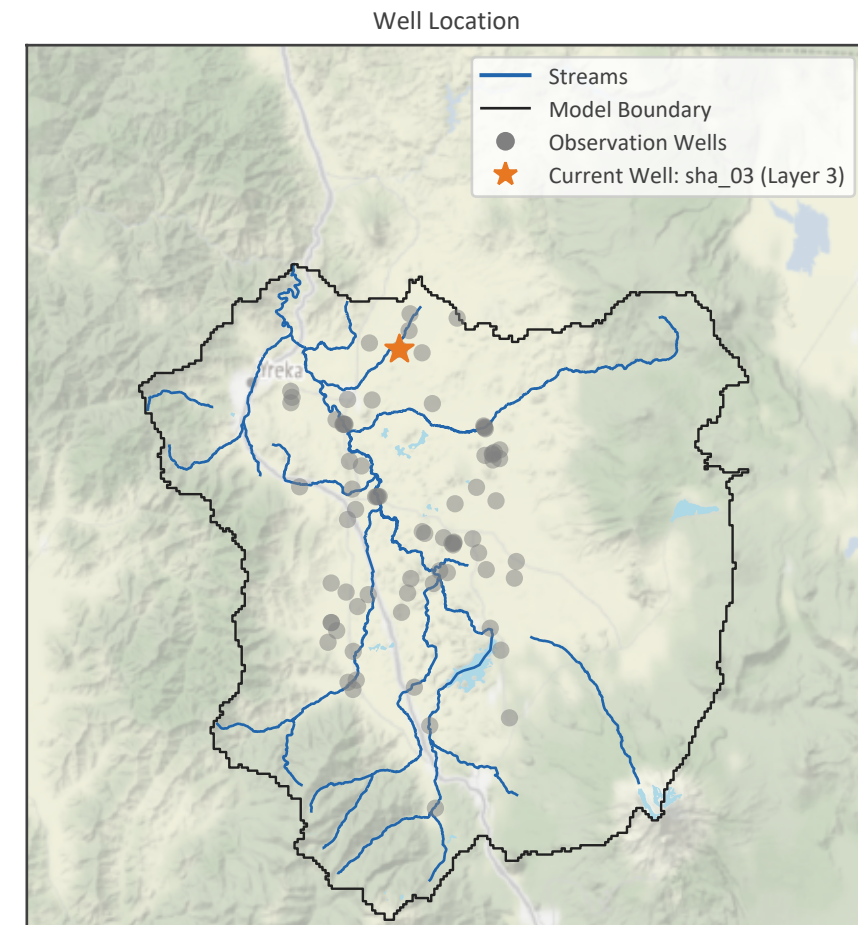 Well Location
Streams
Model Boundary
Observation Wells
Current Well: sha_03 (Layer 3)
Yreka